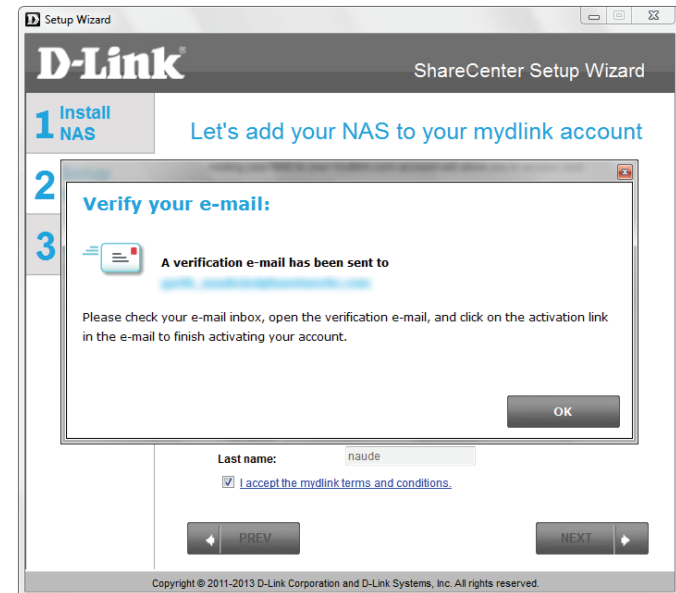 Setup Wizard
D-Link®
ShareCenter Setup Wizard
1 Install
NAS
Let's add your NAS to your mydlink account
2
Verify your e-mail:
3
A verification e-mail has been sent to
Please check your e-mail inbox, open the verification e-mail, and click on the activation link
in the e-mail to finish activating your account.
OK
Last name: naude
I accept the mydlink terms and conditions.
PREV
NEXT
Copyright © 2011-2013 D-Link Corporation and D-Link Systems, Inc. All rights reserved.